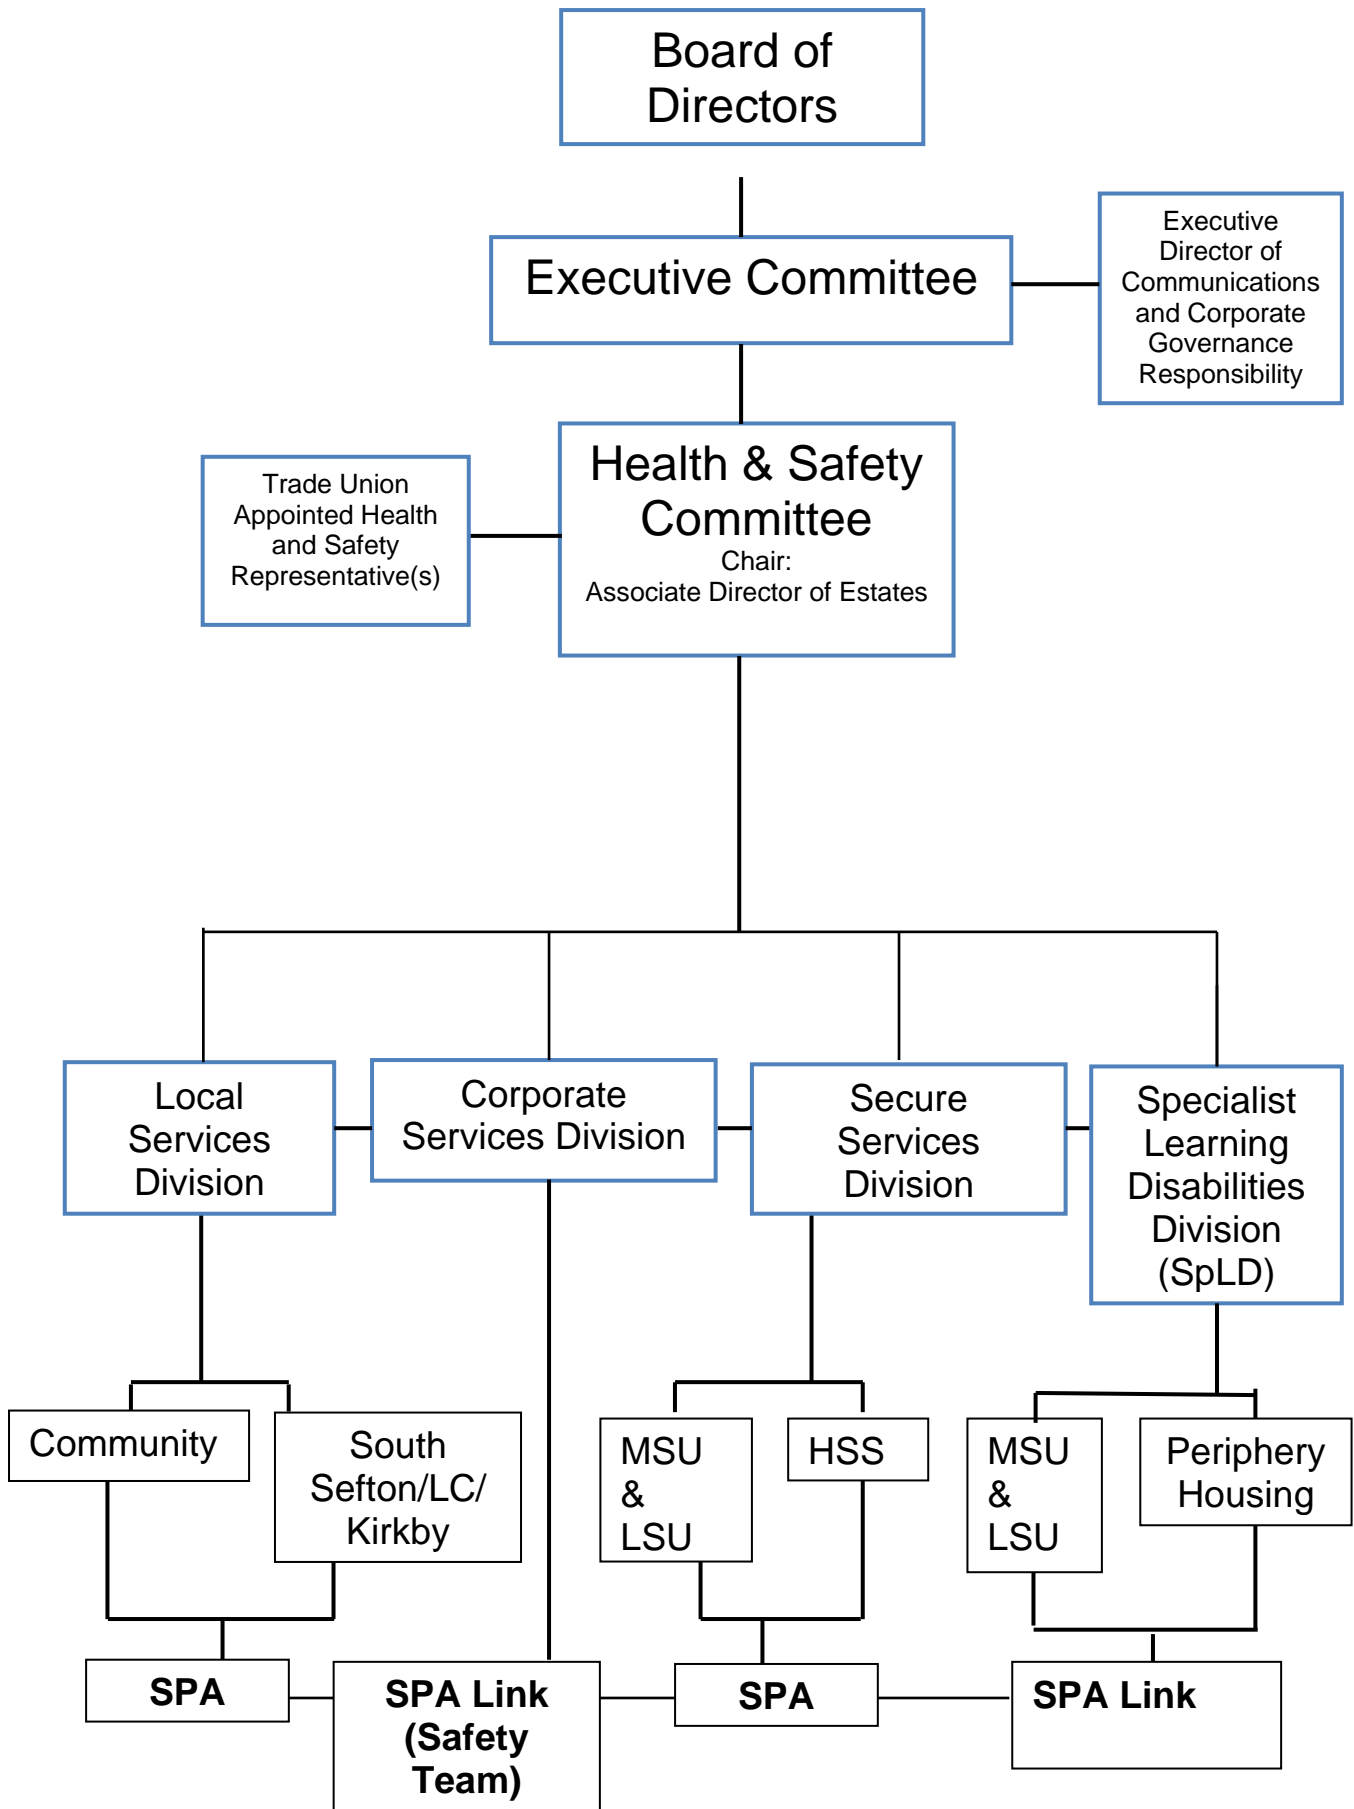 Board of
Directors
Executive Committee
Executive
Director of
Communications
and Corporate
Governance
Responsibility
Health & Safety
Committee
Chair:
Associate Director of Estates
Trade Union
Appointed Health
and Safety
Representative(s)
Local
Services
Division
Corporate
Services Division
Secure
Services
Division
Specialist
Learning
Disabilities
Division
(SpLD)
Community
South
Sefton/LC/
Kirkby
MSU
&
LSU
HSS
MSU
&
LSU
Periphery
Housing
SPA
SPA Link
(Safety
Team)
SPA
SPA Link